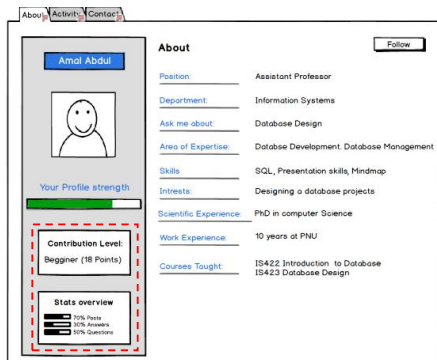 About Activity Contact
Amal Abdul
Your Profile strength
Contribution Level:
Begginer (18 Points)
Stats overview
70% Posts
30% Answers
50% Questions
About
Follow
Position: Assistant Professor
Department: Information Systems
Ask me about: Database Design
Area of Expertise: Databse Development. Database Management
Skills SQL, Presentation skills, Mindmap
Intrests: Designing a database projects
Scientific Experience: PhD in computer Science
Work Experience: 10 years at PNU
Courses Taught: IS422 Introduction to Database
IS423 Database Design